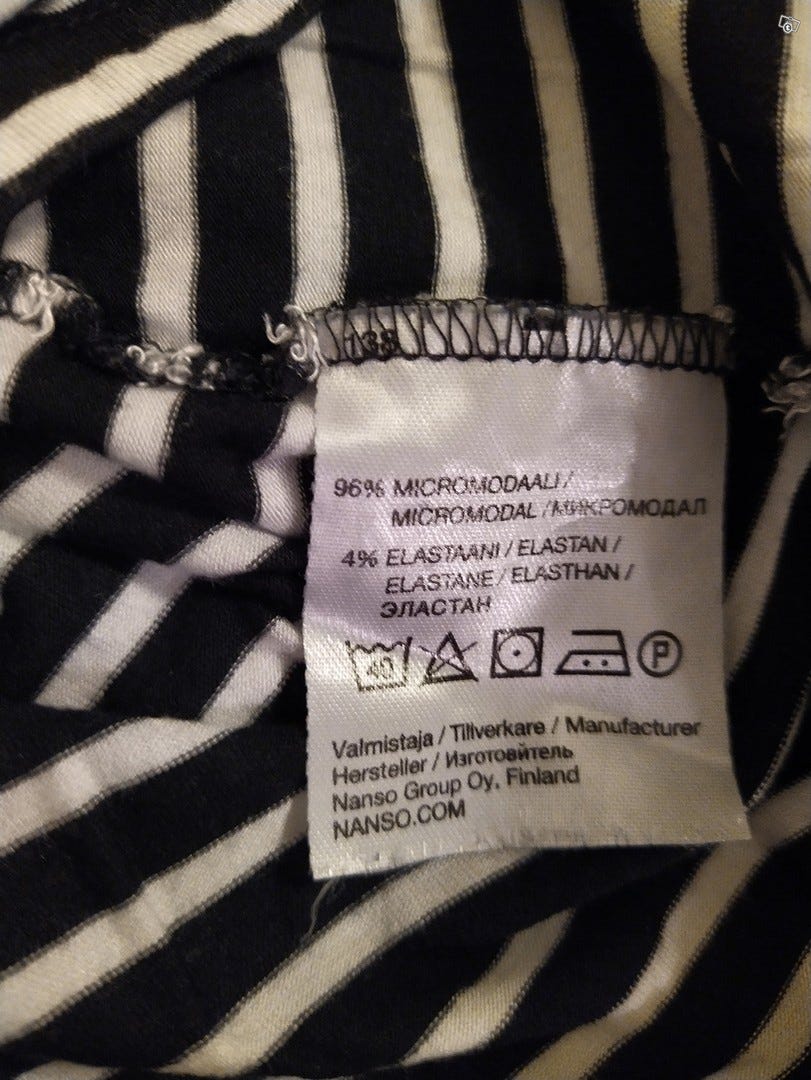 138
96% MICROMODAALI /
MICROMODAL / МИКРОМОДАЛ
4% ELASTAANI / ELASTAN /
ELASTANE / ELASTHAN /
ЭЛАСТАН
40 P
Valmistaja / Tillverkare / Manufacturer
Hersteller / Изготовйтель
Nanso Group Oy, Finland
NANSO.COM